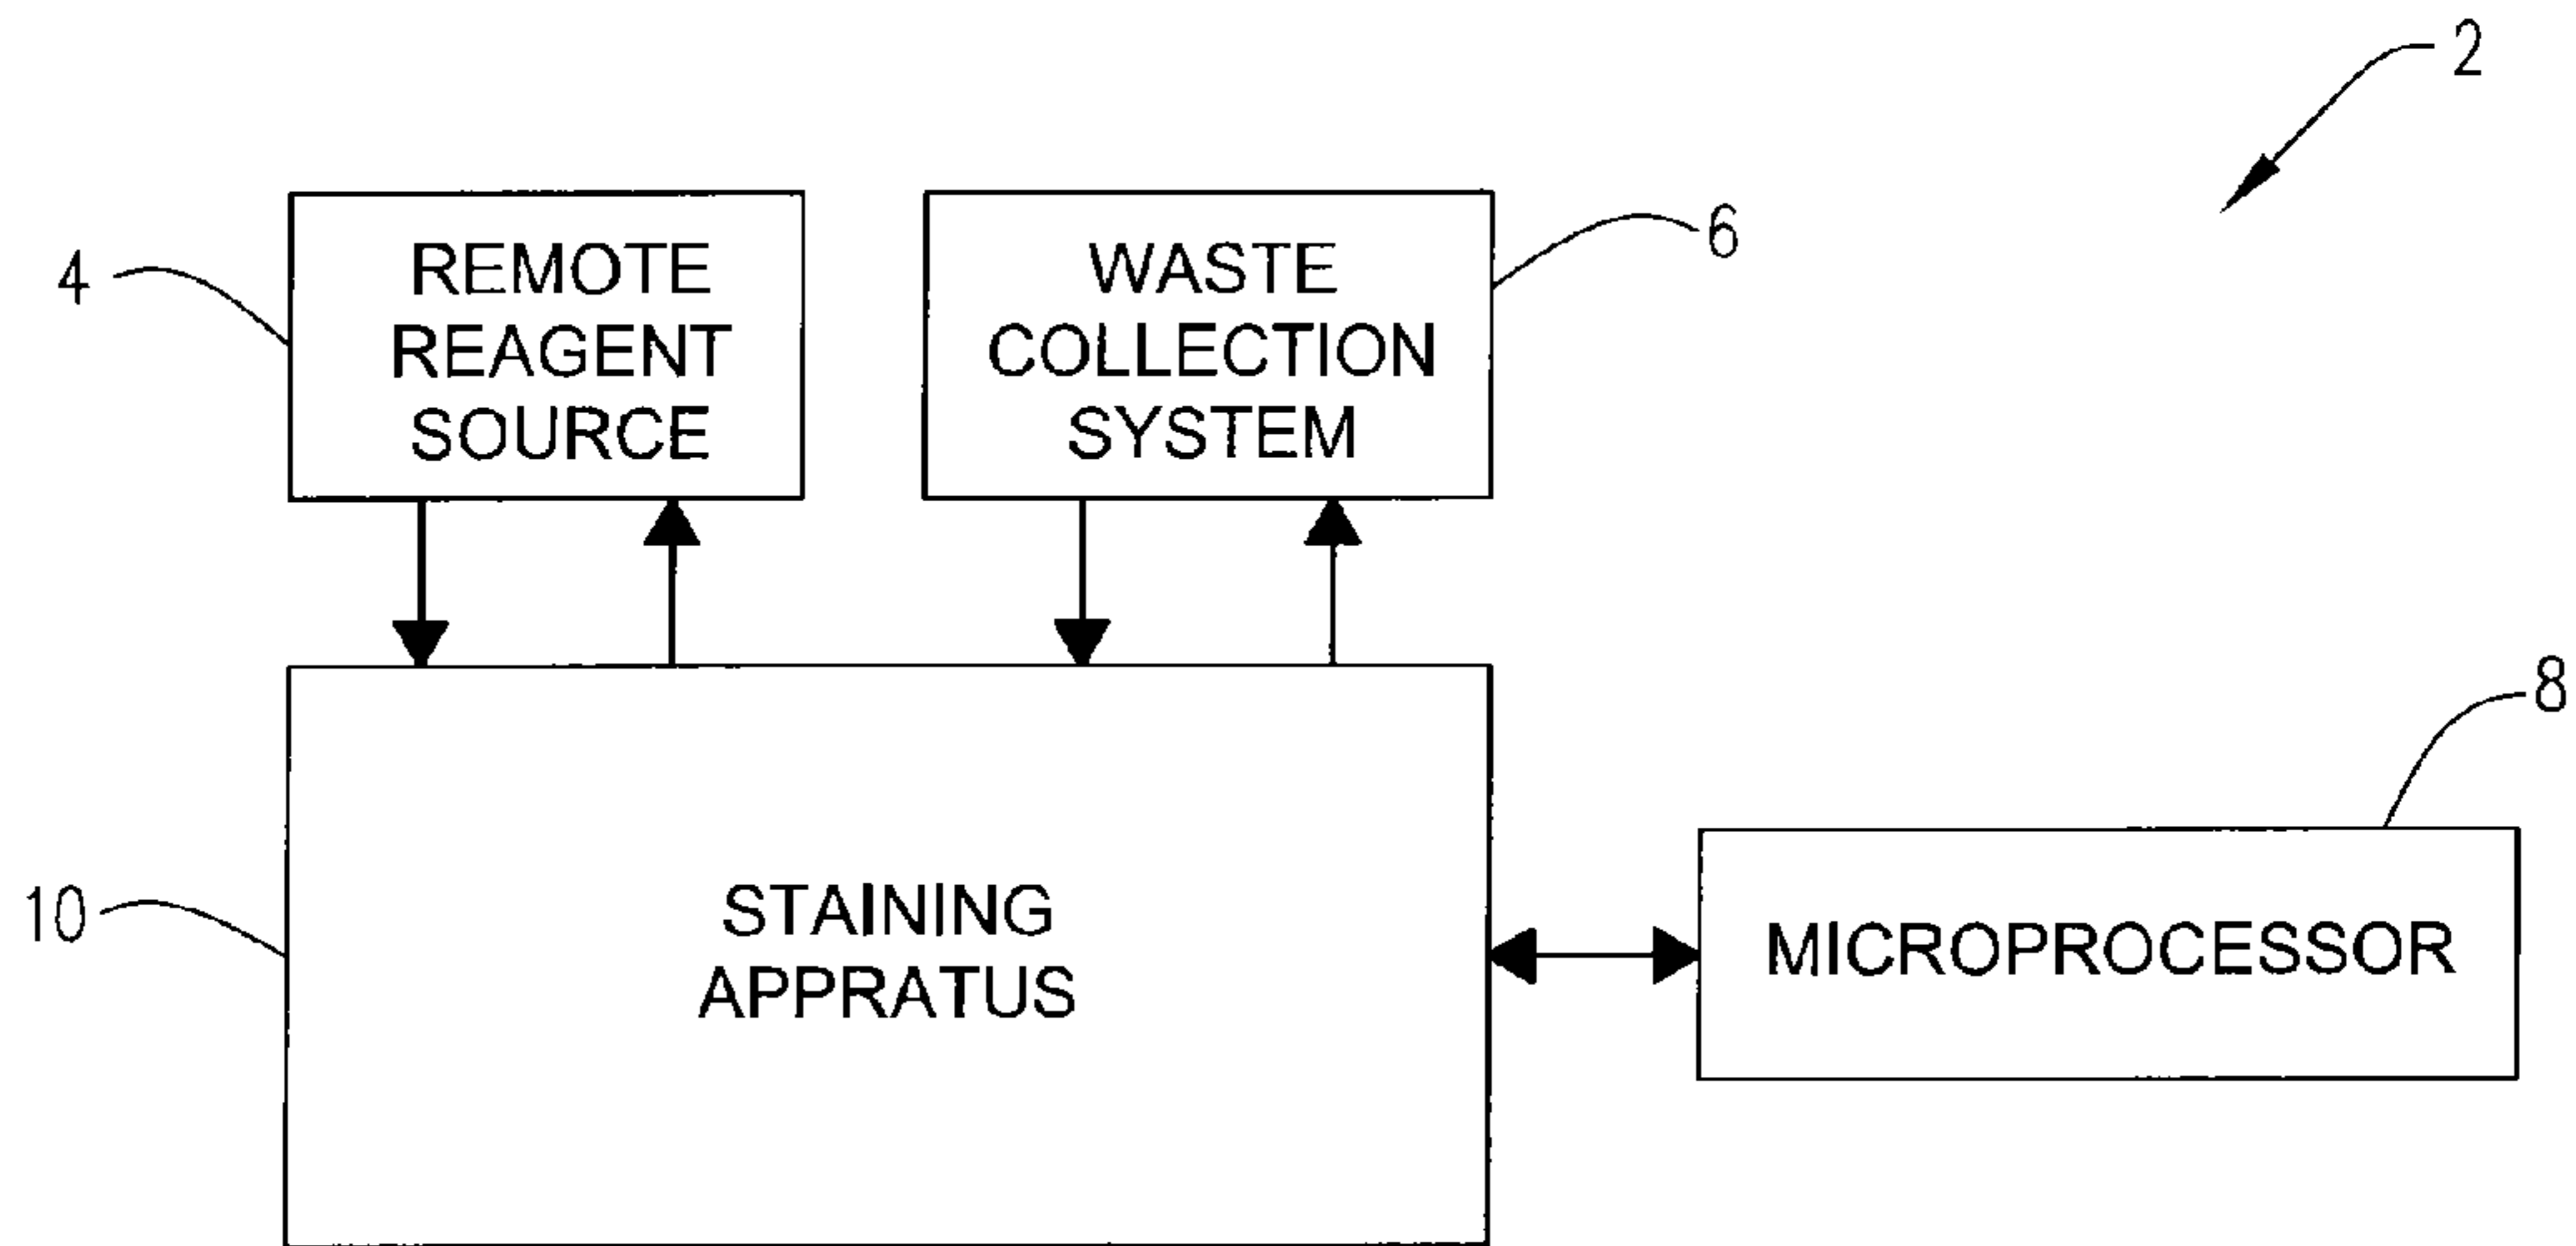 2
4
REMOTE
REAGENT
SOURCE
WASTE
COLLECTION
SYSTEM
6
8
10
STAINING
APPRATUS
MICROPROCESSOR